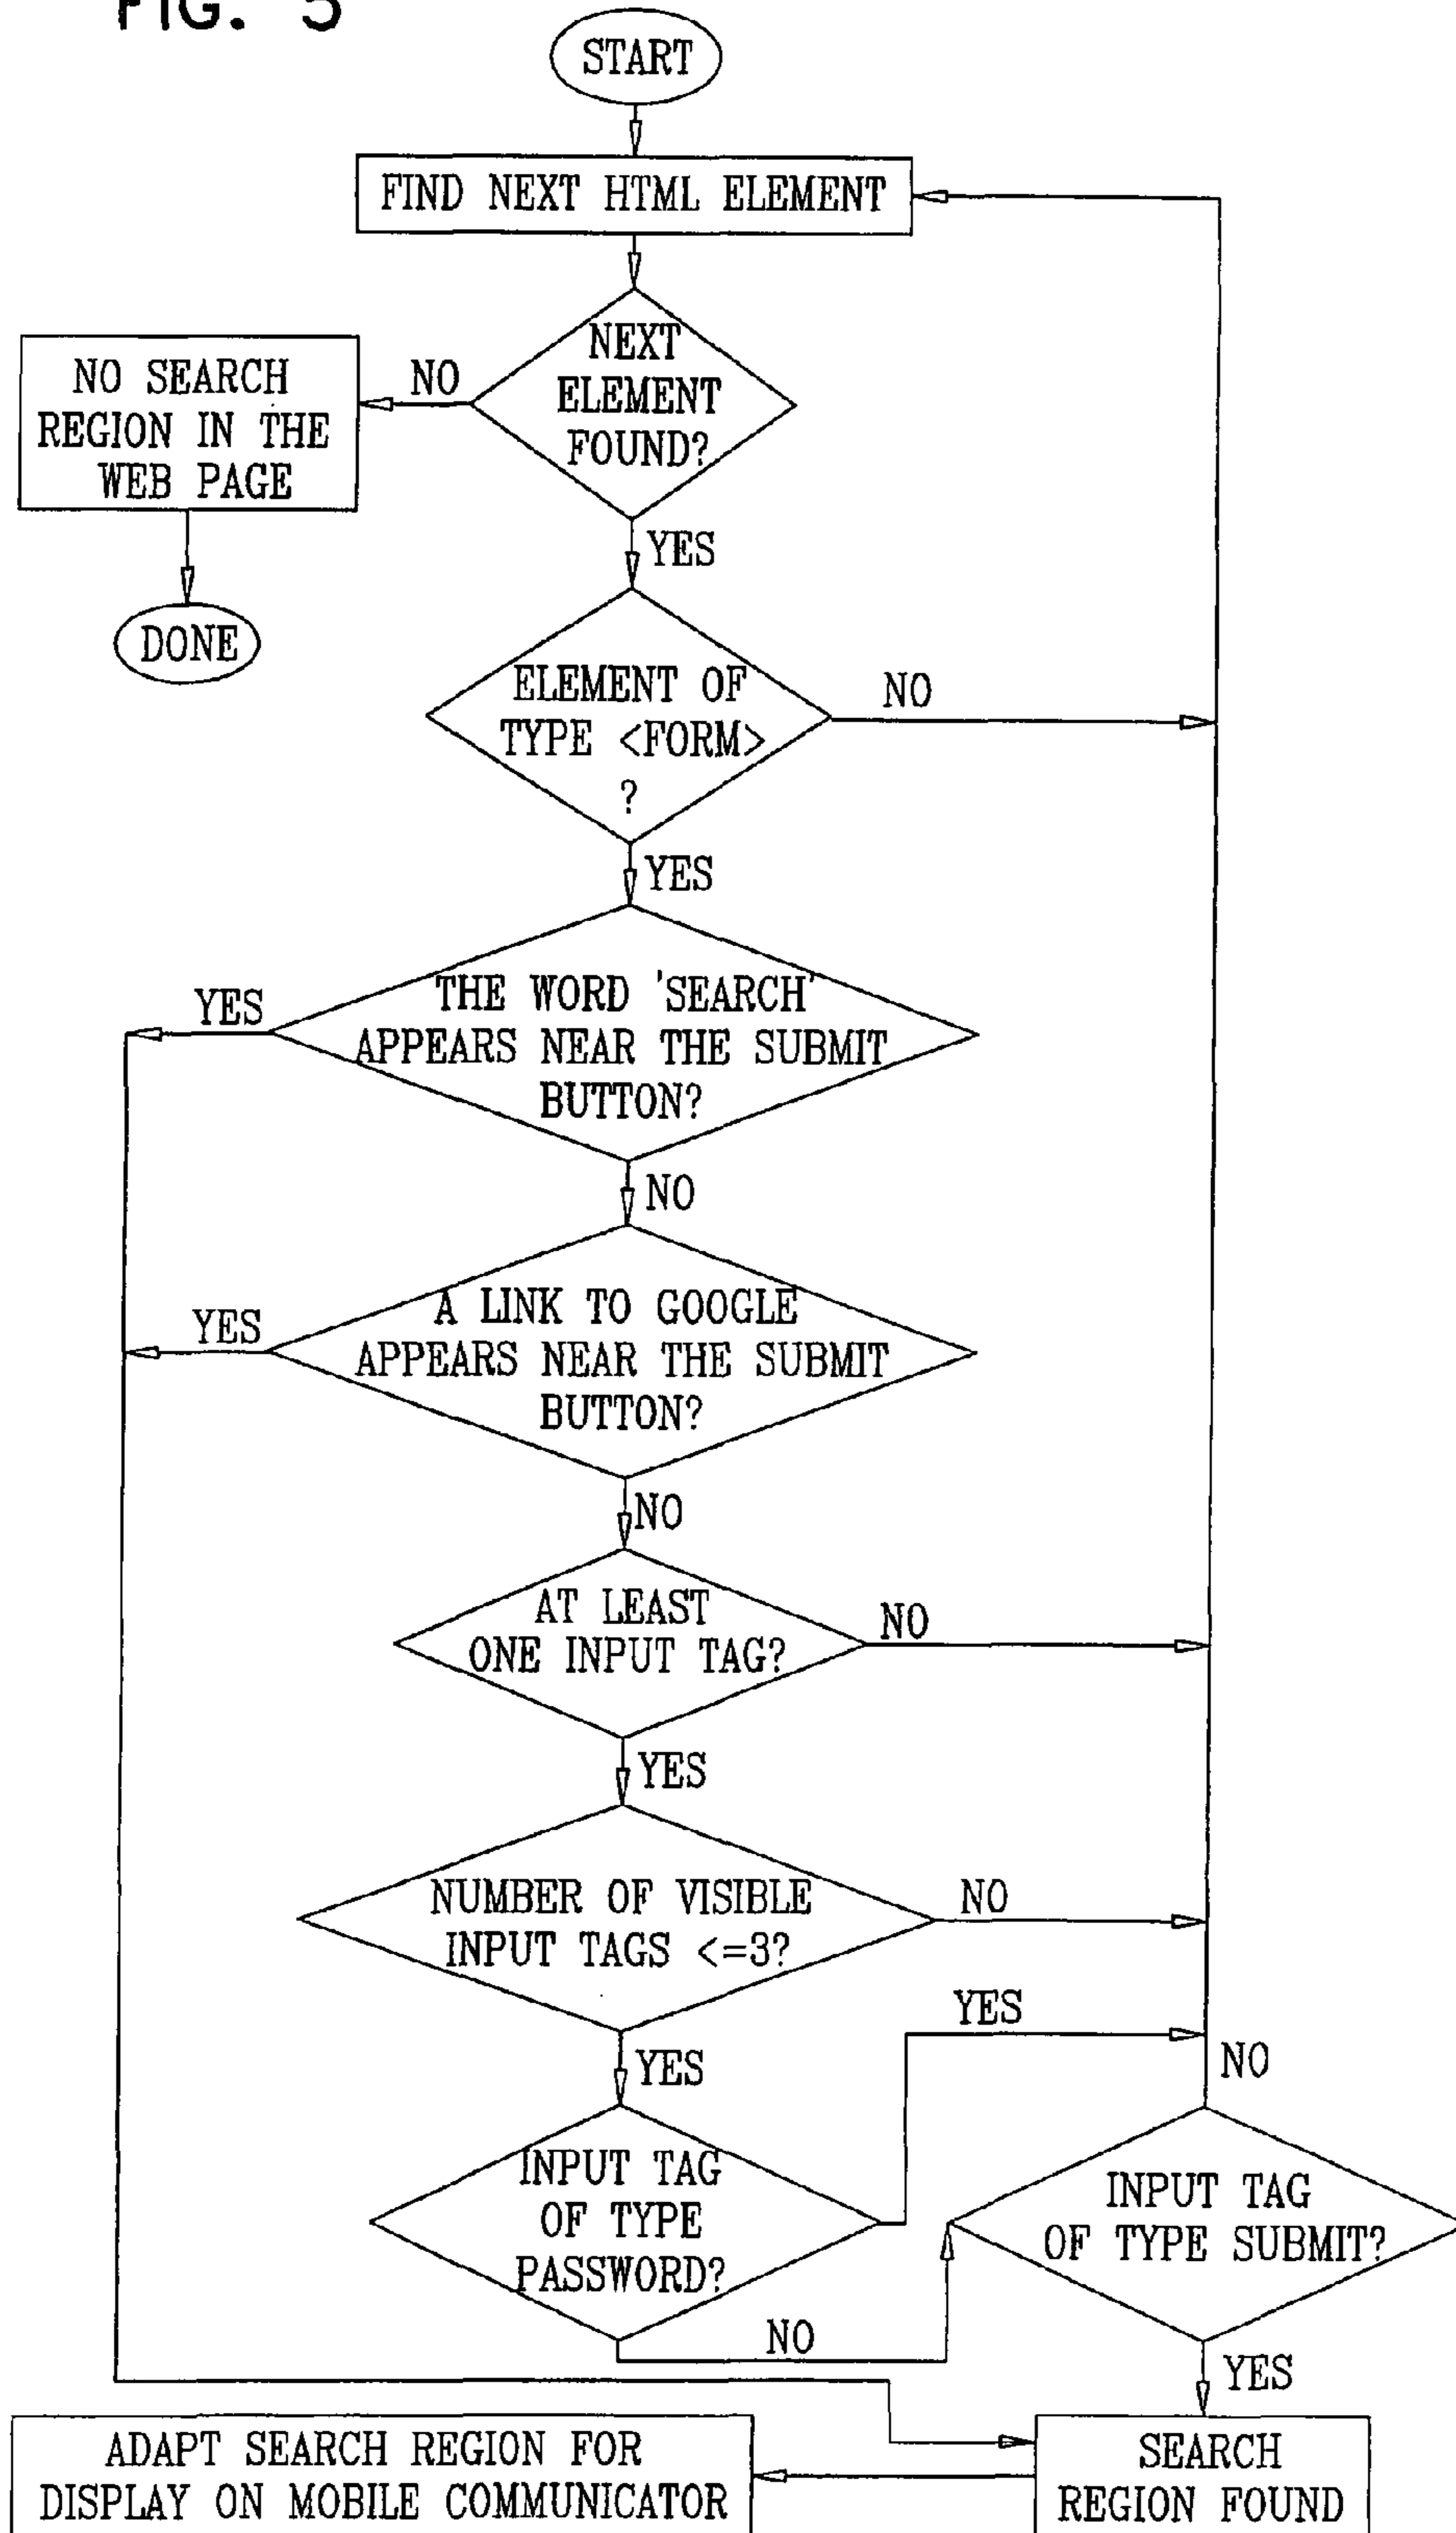 FIG. 5
START
FIND NEXT HTML ELEMENT
NEXT
ELEMENT
FOUND?
NO
NO SEARCH
REGION IN THE
WEB PAGE
DONE
YES
ELEMENT OF
TYPE <FORM>
?
NO
YES
THE WORD 'SEARCH'
APPEARS NEAR THE SUBMIT
BUTTON?
YES
NO
A LINK TO GOOGLE
APPEARS NEAR THE SUBMIT
BUTTON?
YES
NO
AT LEAST
ONE INPUT TAG?
NO
YES
NUMBER OF VISIBLE
INPUT TAGS <=3?
NO
YES
INPUT TAG
OF TYPE
PASSWORD?
YES
NO
INPUT TAG
OF TYPE SUBMIT?
NO
YES
SEARCH
REGION FOUND
ADAPT SEARCH REGION FOR
DISPLAY ON MOBILE COMMUNICATOR